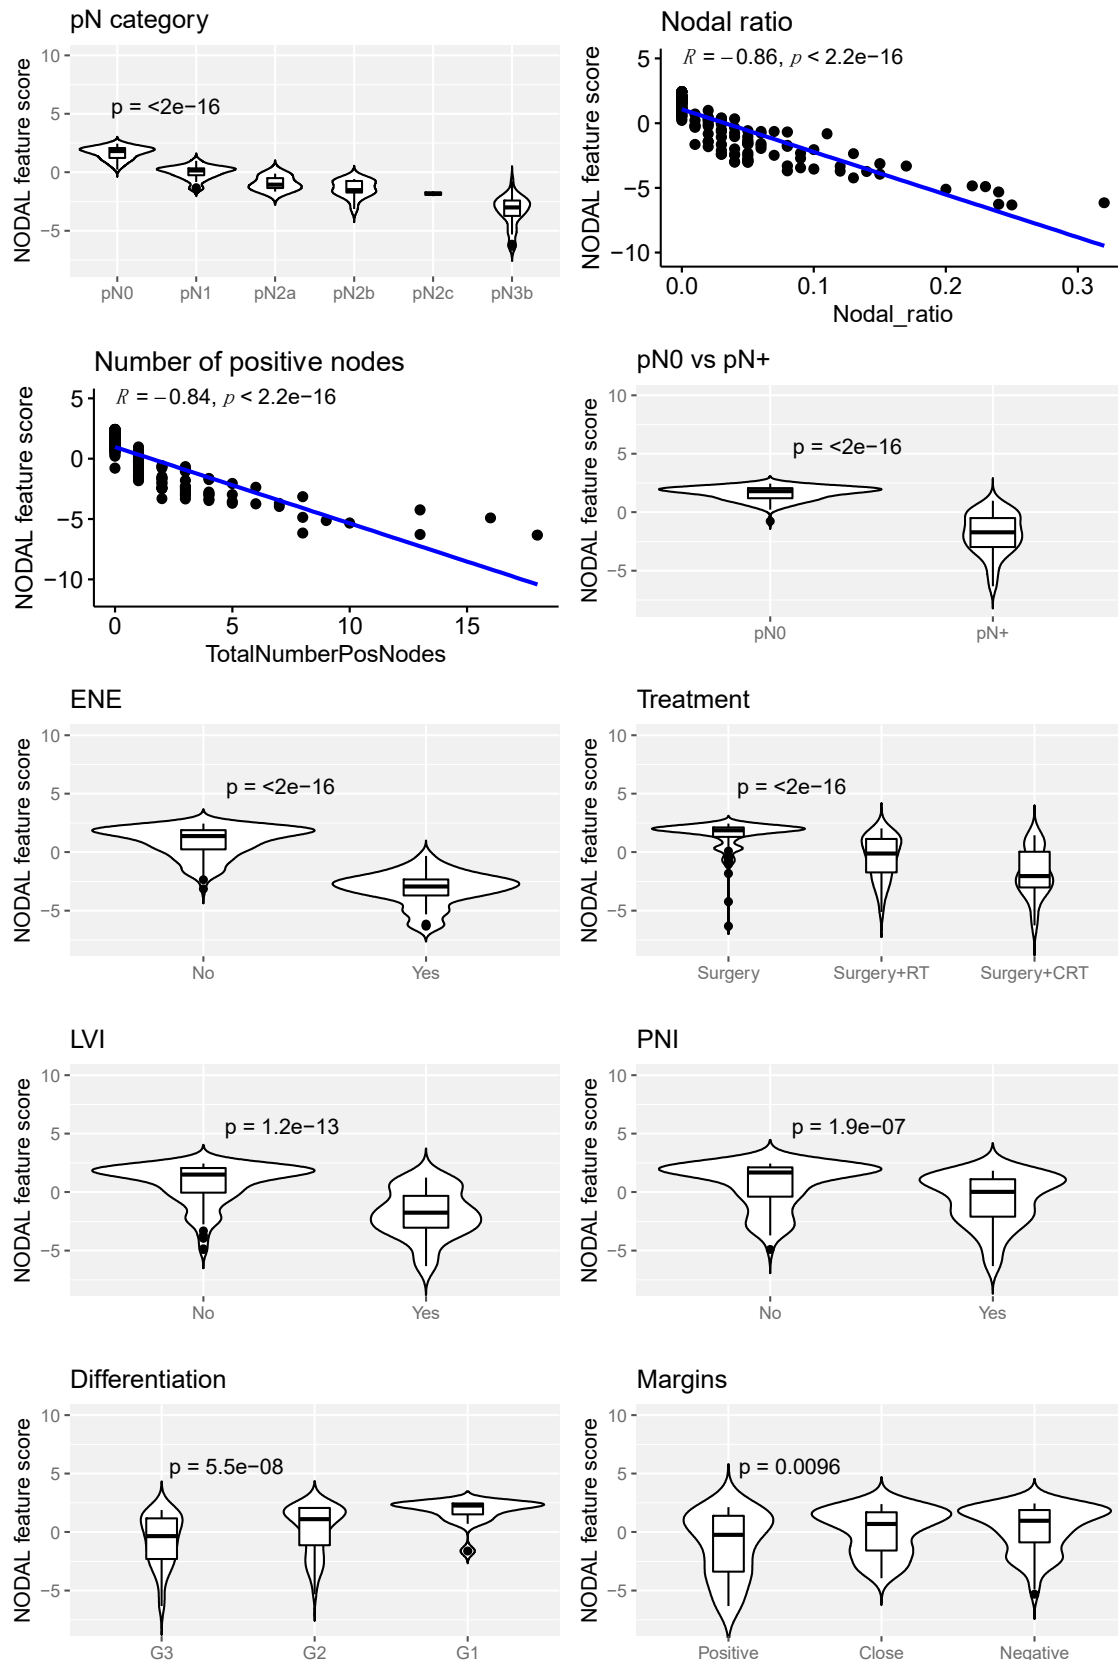 pN category
NODAL feature score
10
5
0
−5
p = <2e−16
pN0 pN1 pN2a pN2b pN2c pN3b
Nodal ratio
NODAL feature score
5
0
−5
−10
R = −0.86, p < 2.2e−16
0.0 0.1 0.2 0.3
Nodal_ratio
Number of positive nodes
NODAL feature score
5
0
−5
−10
R = −0.84, p < 2.2e−16
0 5 10 15
TotalNumberPosNodes
pN0 vs pN+
NODAL feature score
10
5
0
−5
p = <2e−16
pN0 pN+
ENE
NODAL feature score
10
5
0
−5
p = <2e−16
No Yes
Treatment
NODAL feature score
10
5
0
−5
p = <2e−16
Surgery Surgery+RT Surgery+CRT
LVI
NODAL feature score
10
5
0
−5
p = 1.2e−13
No Yes
PNI
NODAL feature score
10
5
0
−5
p = 1.9e−07
No Yes
Differentiation
NODAL feature score
10
5
0
−5
p = 5.5e−08
G3 G2 G1
Margins
NODAL feature score
10
5
0
−5
p = 0.0096
Positive Close Negative